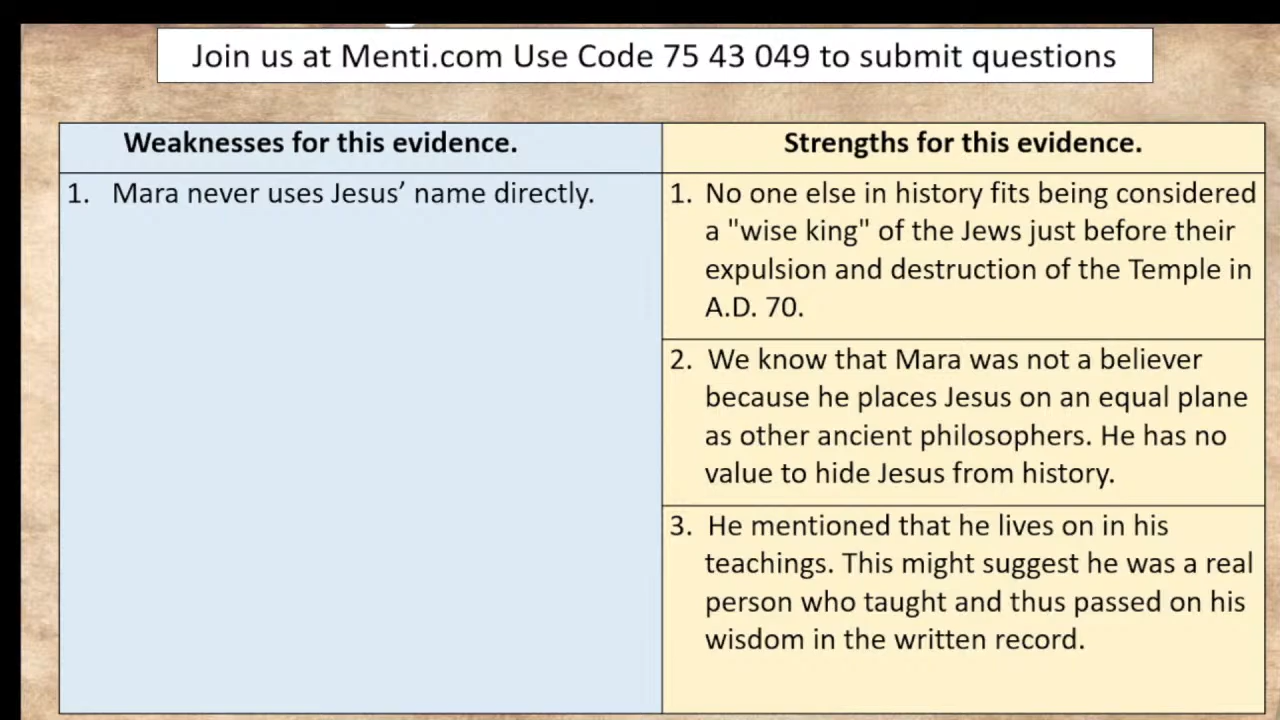 Join us at Menti.com Use Code 75 43 049 to submit questions
Weaknesses for this evidence.
1. Mara never uses Jesus’ name directly.
Strengths for this evidence.
1. No one else in history fits being considered
a "wise king" of the Jews just before their
expulsion and destruction of the Temple in
A.D. 70.
2. We know that Mara was not a believer
because he places Jesus on an equal plane
as other ancient philosophers. He has no
value to hide Jesus from history.
3. He mentioned that he lives on in his
teachings. This might suggest he was a real
person who taught and thus passed on his
wisdom in the written record.